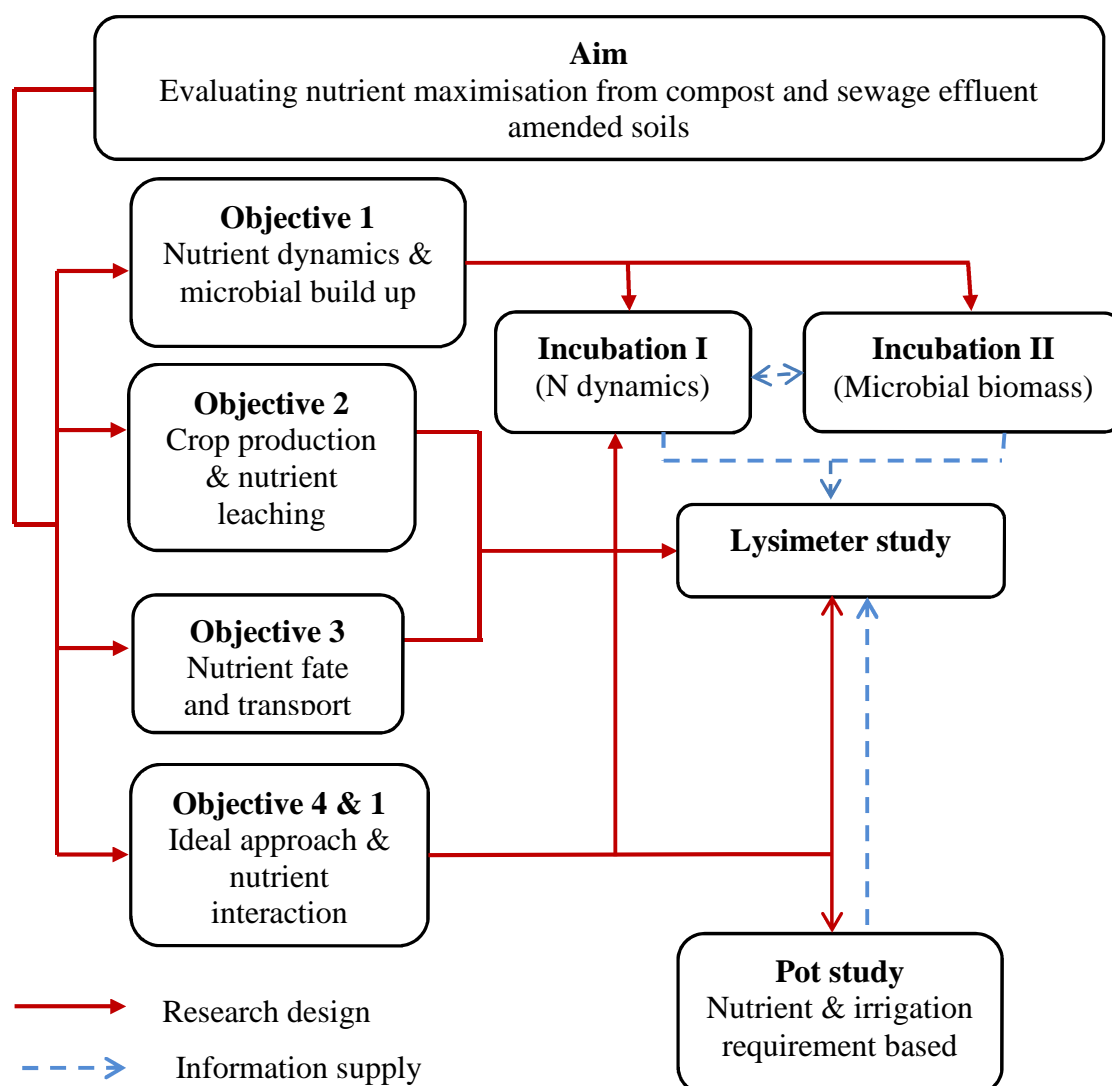 Aim
Evaluating nutrient maximisation from compost and sewage effluent
amended soils
Objective 1
Nutrient dynamics &
microbial build up
Incubation I
(N dynamics)
Incubation II
(Microbial biomass)
Objective 2
Crop production
& nutrient
leaching
Lysimeter study
Objective 3
Nutrient fate
and transport
Objective 4 & 1
Ideal approach &
nutrient
interaction
Pot study
Nutrient & irrigation
requirement based
Research design
Information supply